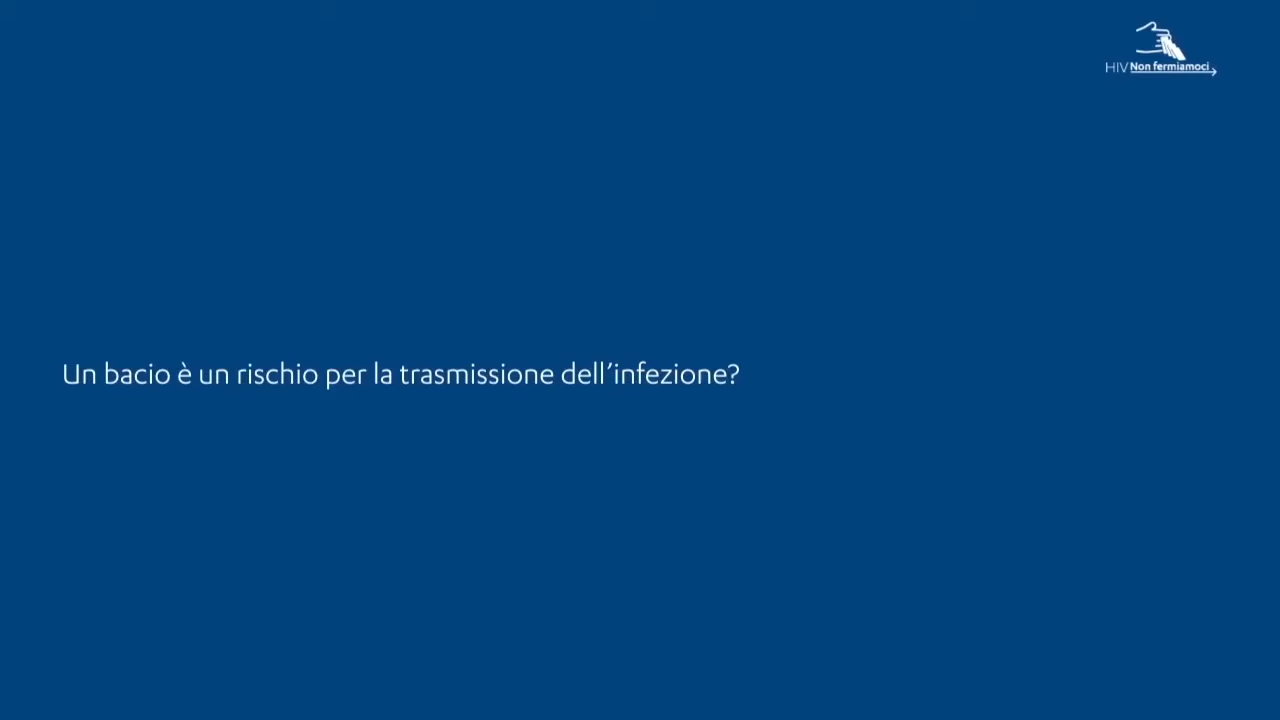 HIV Non fermiamoci
Un bacio è un rischio per la trasmissione dell'infezione?